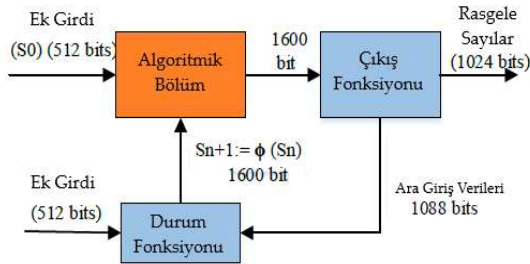 Ek Girdi
(S0) (512 bits)
Algoritmik
Bölüm
1600
bit
Çıkış
Fonksiyonu
Rasgele
Sayılar
(1024 bits)
Sn+1:= ϕ (Sn)
1600 bit
Ek Girdi
(512 bits)
Durum
Fonksiyonu
Ara Giriş Verileri
1088 bits